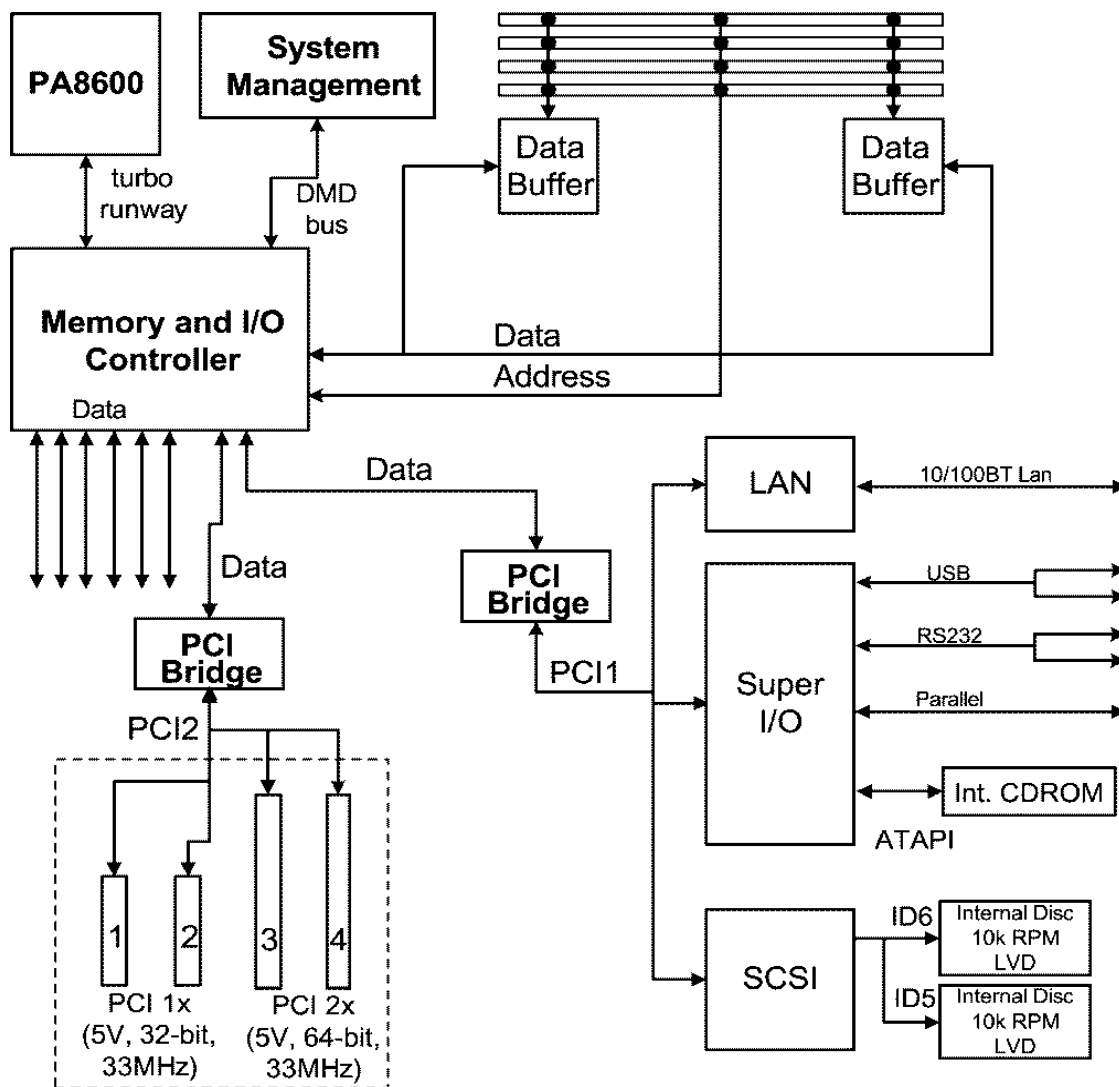 PA8600
System
Management
turbo
runway
DMD
bus
Data
Buffer
Data
Buffer
Memory and I/O
Controller
Data
Data
Address
Data
Data
PCI
Bridge
PCI2
PCI
Bridge
PCI1
LAN
10/100BT Lan
Super
I/O
USB
RS232
Parallel
Int. CDROM
ATAPI
SCSI
ID6
Internal Disc
10k RPM
LVD
ID5
Internal Disc
10k RPM
LVD
1
2
3
4
PCI 1x
(5V, 32-bit,
33MHz)
PCI 2x
(5V, 64-bit,
33MHz)